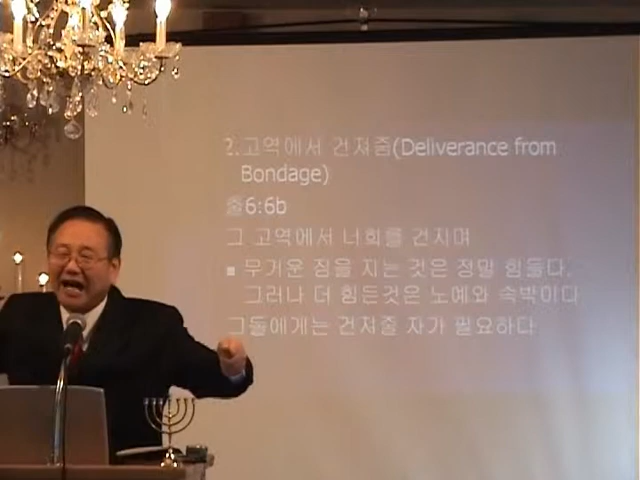 2.고역에서 건져줌(Deliverance from
Bondage)
출6:6b
그 고역에서 너희를 건지며
▪ 무거운 짐을 지는 것은 정말 힘들다.
그러나 더 힘든것은 노예와 속박이다
그들에게는 건져줄 자가 필요하다